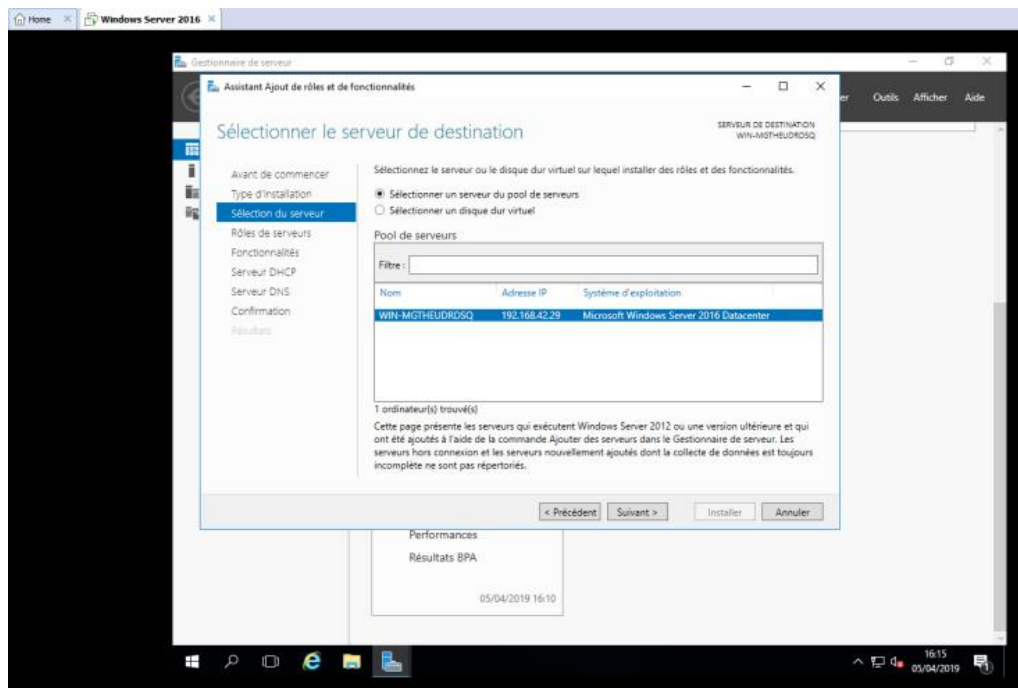 Home
Windows Server 2016
Gestionnaire de serveur
Assistant Ajout de rôles et de fonctionnalités
er Outils Afficher Aide
Sélectionner le serveur de destination
SERVEUR DE DESTINATION
WIN-MGTHEUDRDSQ
Avant de commencer
Type d'installation
Sélection du serveur
Rôles de serveurs
Fonctionnalités
Serveur DHCP
Serveur DNS
Confirmation
Résultats
Sélectionnez le serveur ou le disque dur virtuel sur lequel installer des rôles et des fonctionnalités.
Sélectionner un serveur du pool de serveurs
Sélectionner un disque dur virtuel
Pool de serveurs
Filtre :
Nom Adresse IP Système d'exploitation
WIN-MGTHEUDRDSQ 192.168.42.29 Microsoft Windows Server 2016 Datacenter
1 ordinateur(s) trouvé(s)
Cette page présente les serveurs qui exécutent Windows Server 2012 ou une version ultérieure et qui
ont été ajoutés à l'aide de la commande Ajouter des serveurs dans le Gestionnaire de serveur. Les
serveurs hors connexion et les serveurs nouvellement ajoutés dont la collecte de données est toujours
incomplète ne sont pas répertoriés.
< Précédent Suivant > Installer Annuler
Performances
Résultats BPA
05/04/2019 16:10
16:15
05/04/2019
1